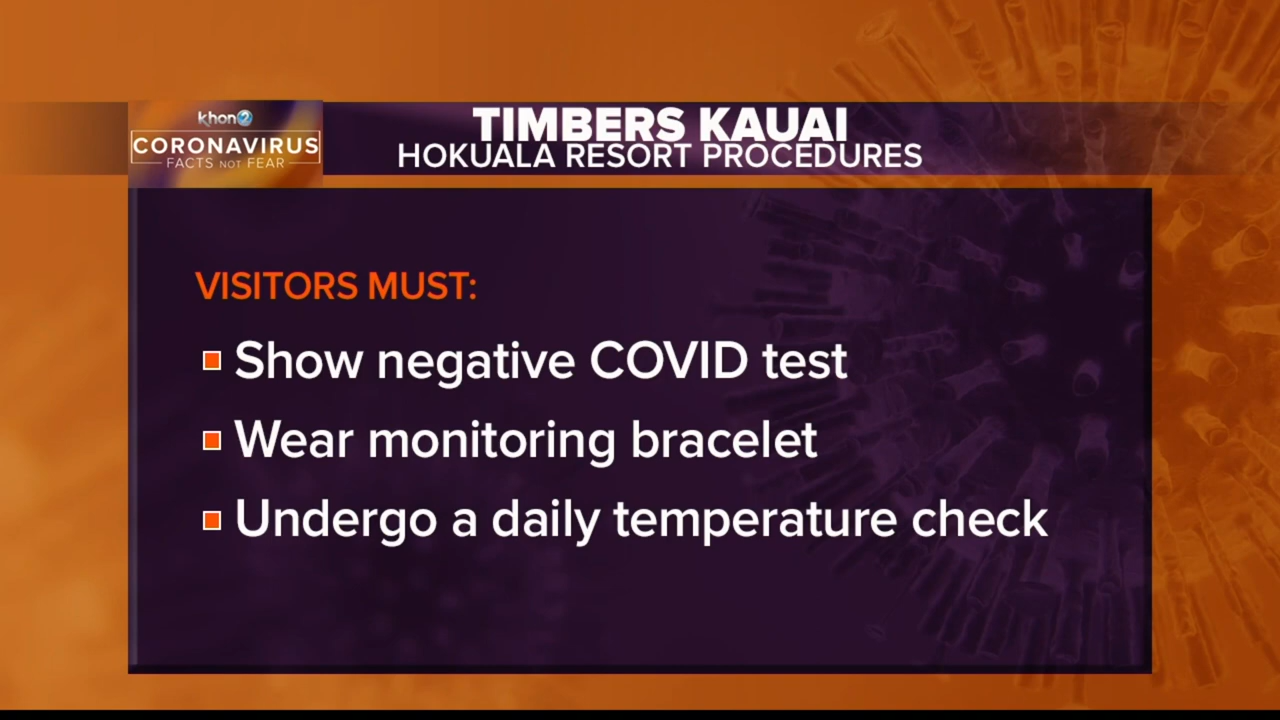 khon2
CORONAVIRUS
FACTS NOT FEAR
TIMBERS KAUAI
HOKUALA RESORT PROCEDURES
VISITORS MUST:
Show negative COVID test
Wear monitoring bracelet
Undergo a daily temperature check